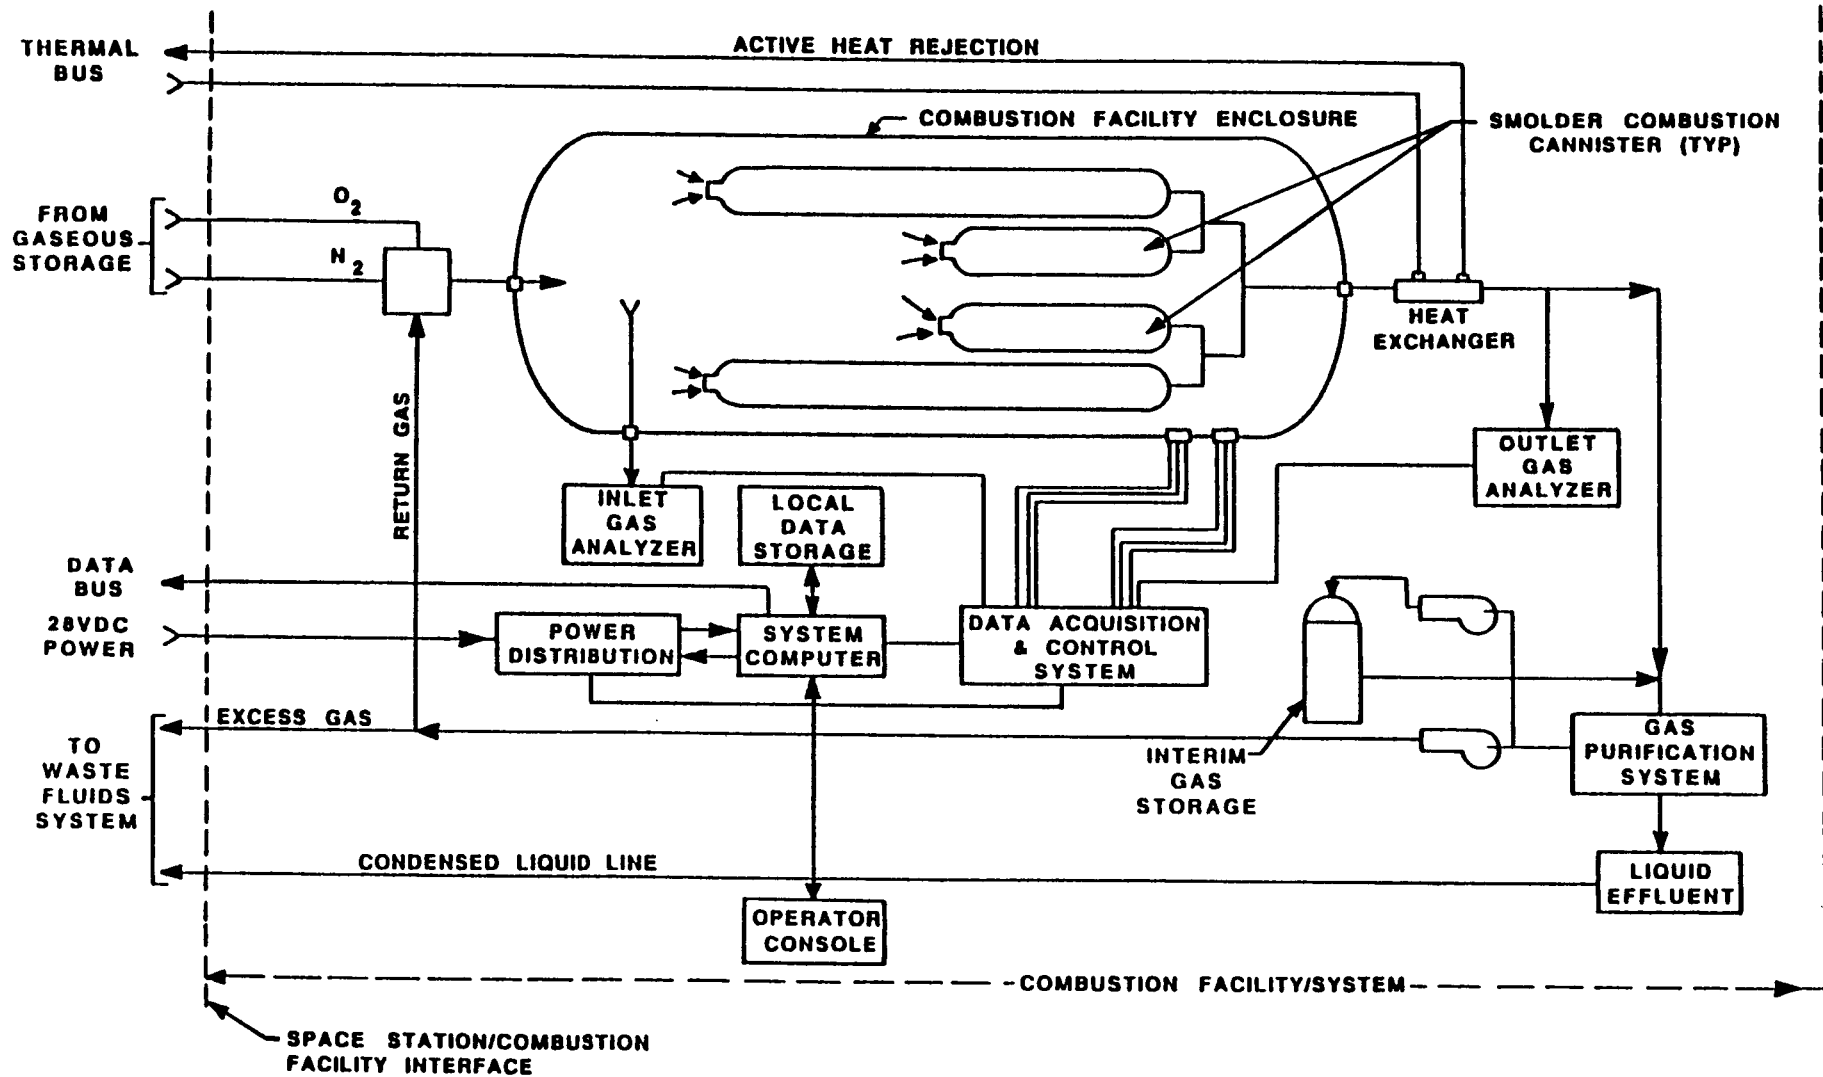 THERMAL
BUS
ACTIVE HEAT REJECTION
COMBUSTION FACILITY ENCLOSURE
SMOLDER COMBUSTION
CANNISTER (TYP)
FROM
GASEOUS
STORAGE
O2
N2
HEAT
EXCHANGER
RETURN GAS
OUTLET
GAS
ANALYZER
INLET
GAS
ANALYZER
LOCAL
DATA
STORAGE
DATA
BUS
28VDC
POWER
POWER
DISTRIBUTION
SYSTEM
COMPUTER
DATA ACQUISITION
& CONTROL
SYSTEM
EXCESS GAS
TO
WASTE
FLUIDS
SYSTEM
INTERIM
GAS
STORAGE
GAS
PURIFICATION
SYSTEM
CONDENSED LIQUID LINE
LIQUID
EFFLUENT
OPERATOR
CONSOLE
COMBUSTION FACILITY/SYSTEM
SPACE STATION/COMBUSTION
FACILITY INTERFACE